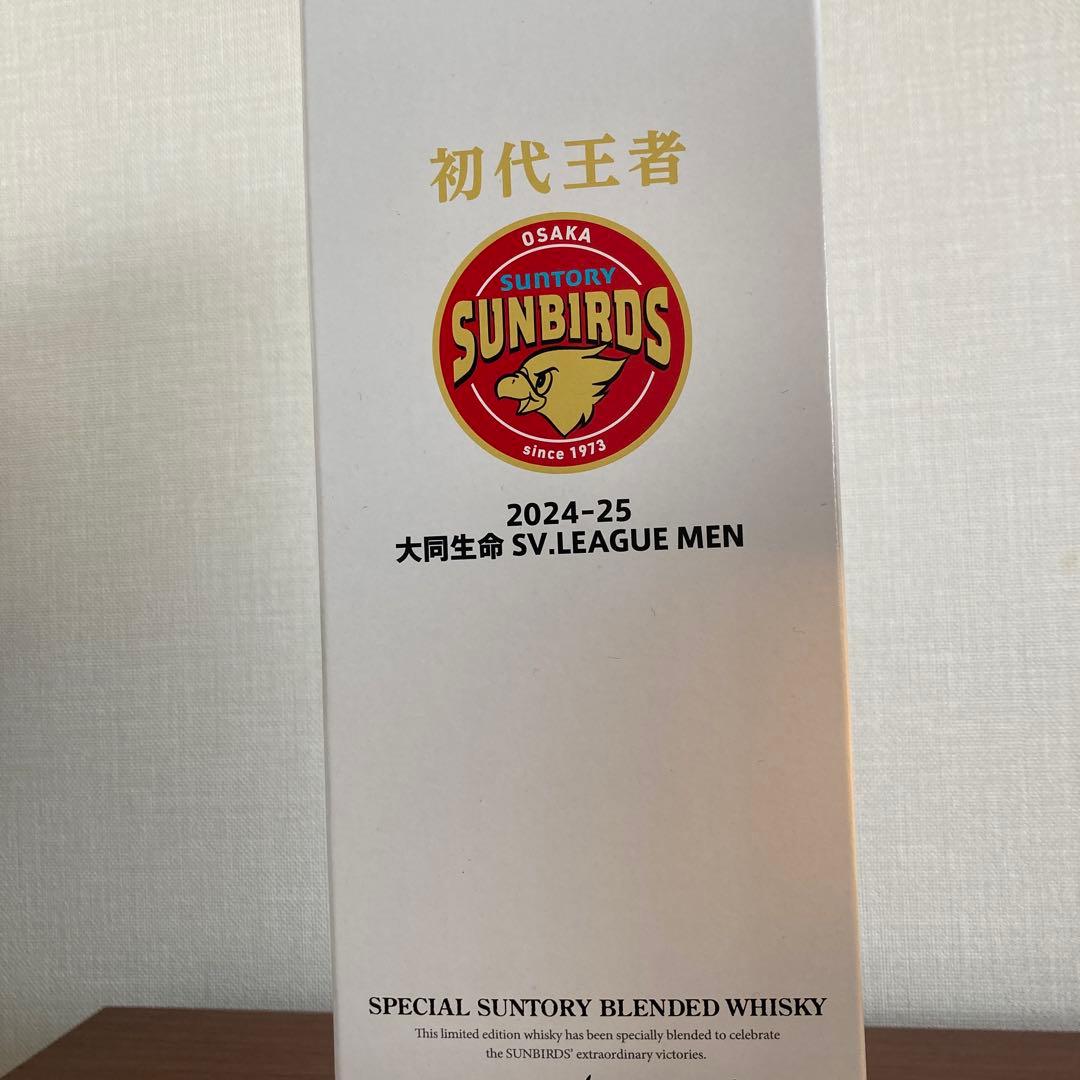 初代王者
OSAKA
SUNTORY
SUNBIRDS
since 1973
2024-25
大同生命 SV.LEAGUE MEN
SPECIAL SUNTORY BLENDED WHISKY
This limited edition whisky has been specially blended to celebrate
the SUNBIRDS' extraordinary victories.